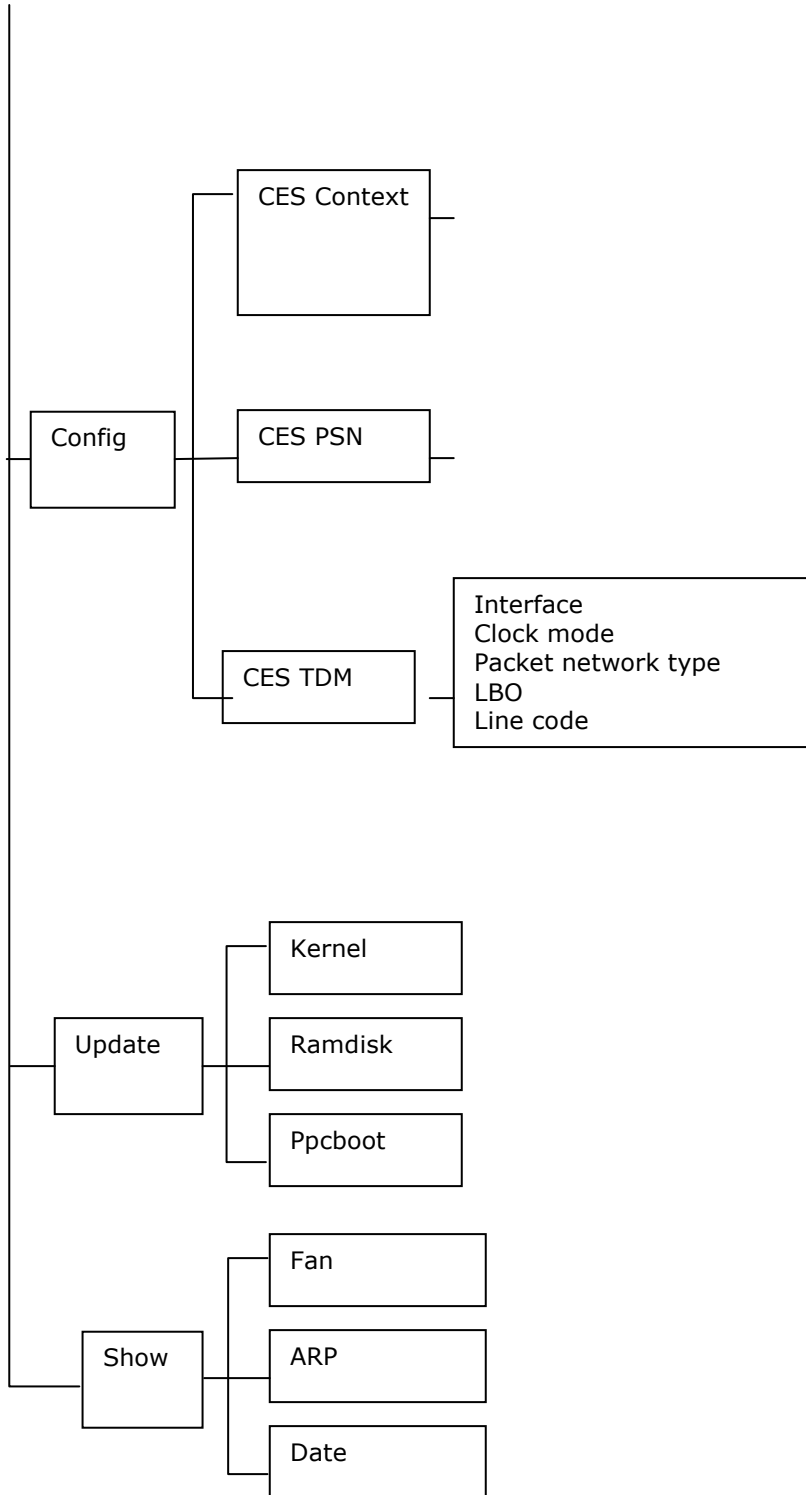 CES Context
Config
CES PSN
CES TDM
Interface
Clock mode
Packet network type
LBO
Line code
Kernel
Update
Ramdisk
Ppcboot
Fan
Show
ARP
Date